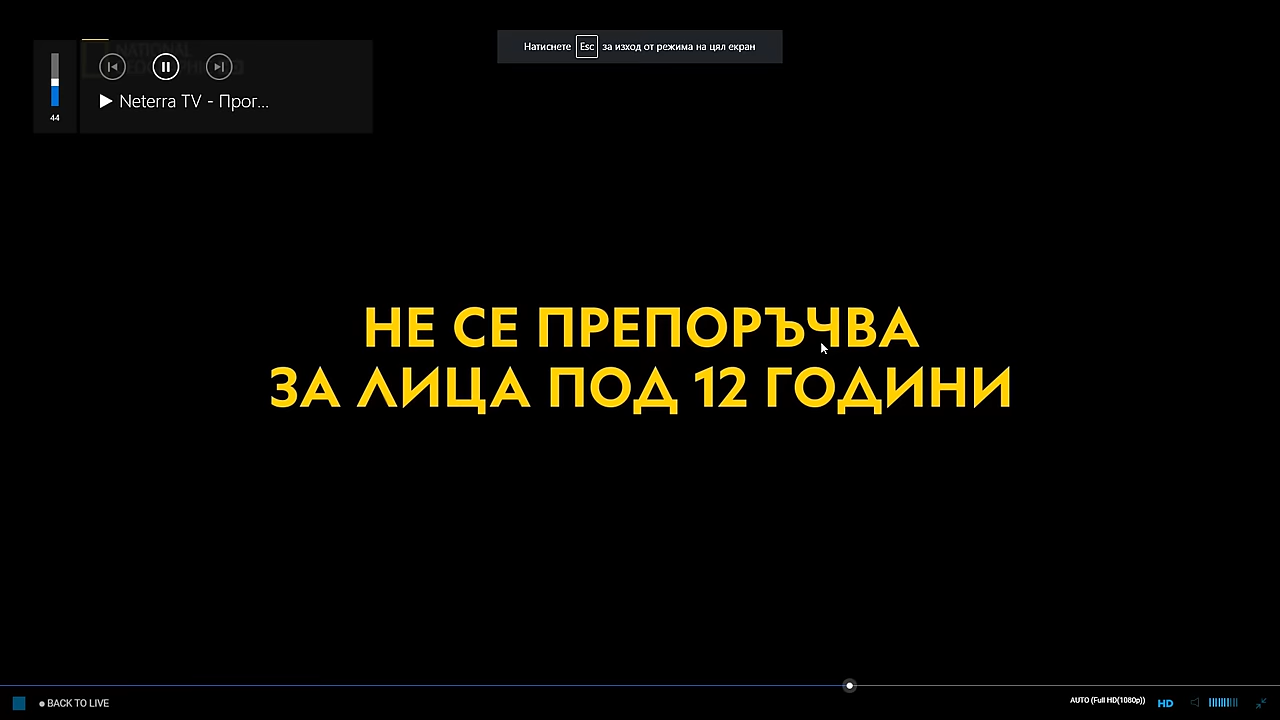 NATIONAL
Натиснете Esc за изход от режима на цял екран
▶ Neterra TV - Прог...
44
НЕ СЕ ПРЕПОРЪЧВА
ЗА ЛИЦА ПОД 12 ГОДИНИ
● BACK TO LIVE
AUTO (Full HD(1080p)) HD